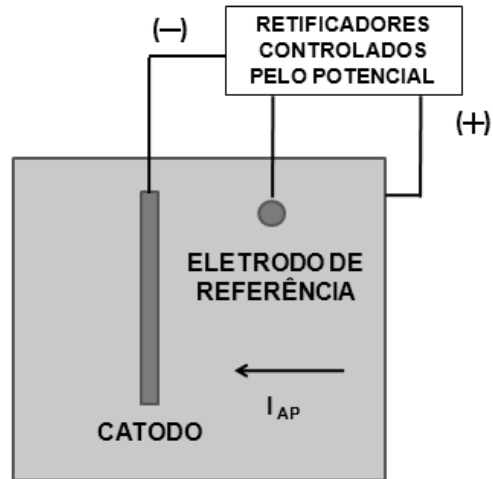 RETIFICADORES
CONTROLADOS
PELO POTENCIAL
(—)
(+)
ELETRODO DE
REFERÊNCIA
I AP
CATODO